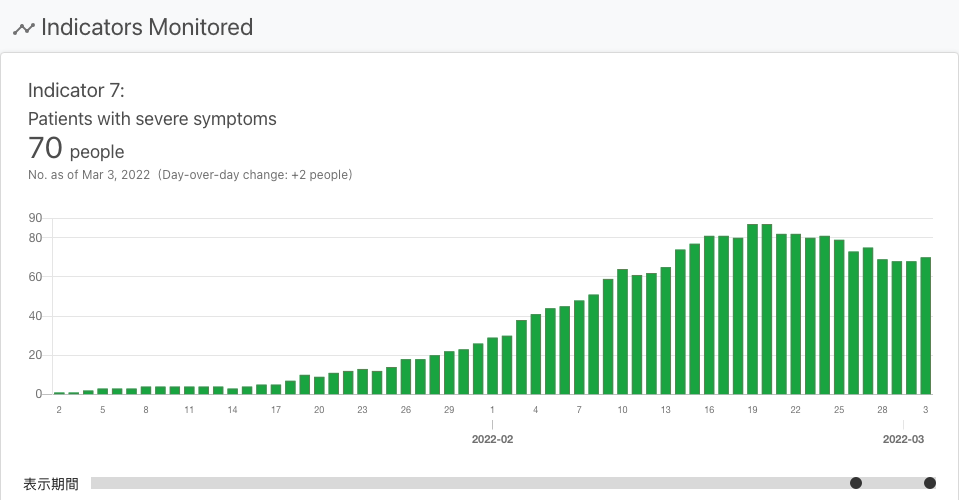 Indicators Monitored
Indicator 7:
Patients with severe symptoms
70 people
No. as of Mar 3, 2022 (Day-over-day change: +2 people)
90
80
60
40
20
0
2 5 8 11 14 17 20 23 26 29 1 4 7 10 13 16 19 22 25 28 3
2022-02 2022-03
表示期間